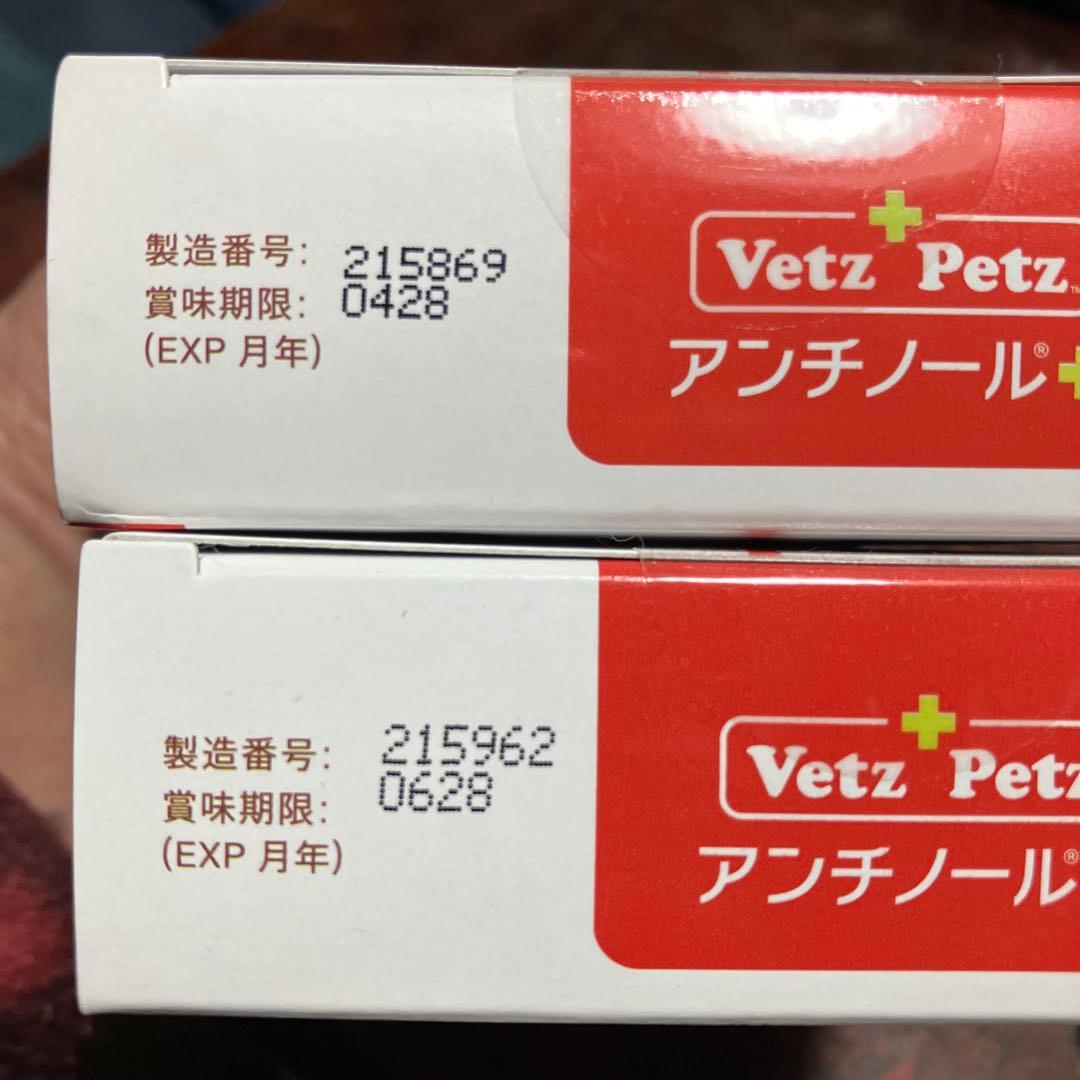 製造番号: 215869
賞味期限: 0428
(EXP 月年)
Vetz Petz™
アンチノール®
製造番号: 215962
賞味期限: 0628
(EXP 月年)
Vetz Petz
アンチノール®